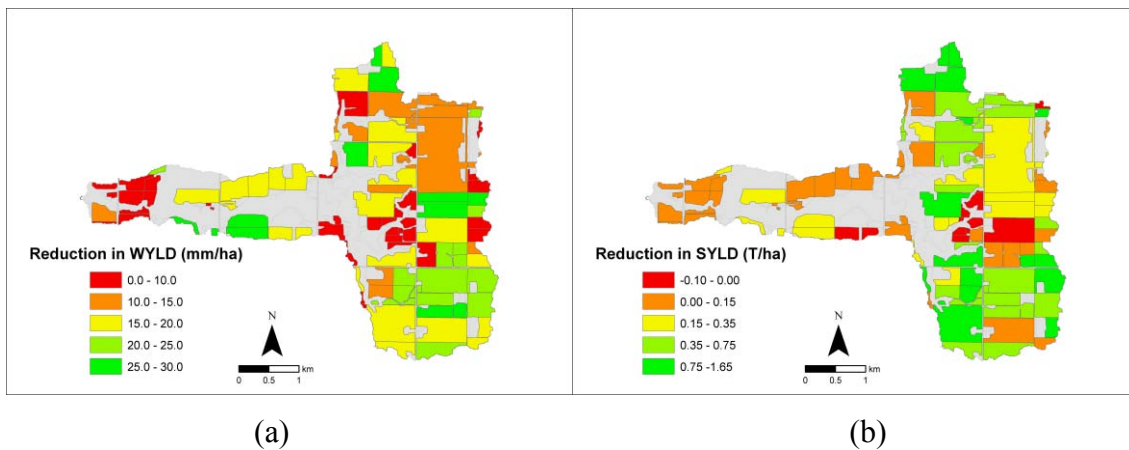 Reduction in WYLD (mm/ha)
0.0 - 10.0
10.0 - 15.0
15.0 - 20.0
20.0 - 25.0
25.0 - 30.0
N
0 0.5 1 km
Reduction in SYLD (T/ha)
-0.10 - 0.00
0.00 - 0.15
0.15 - 0.35
0.35 - 0.75
0.75 -1.65
N
0 0.5 1 km
(a) (b)